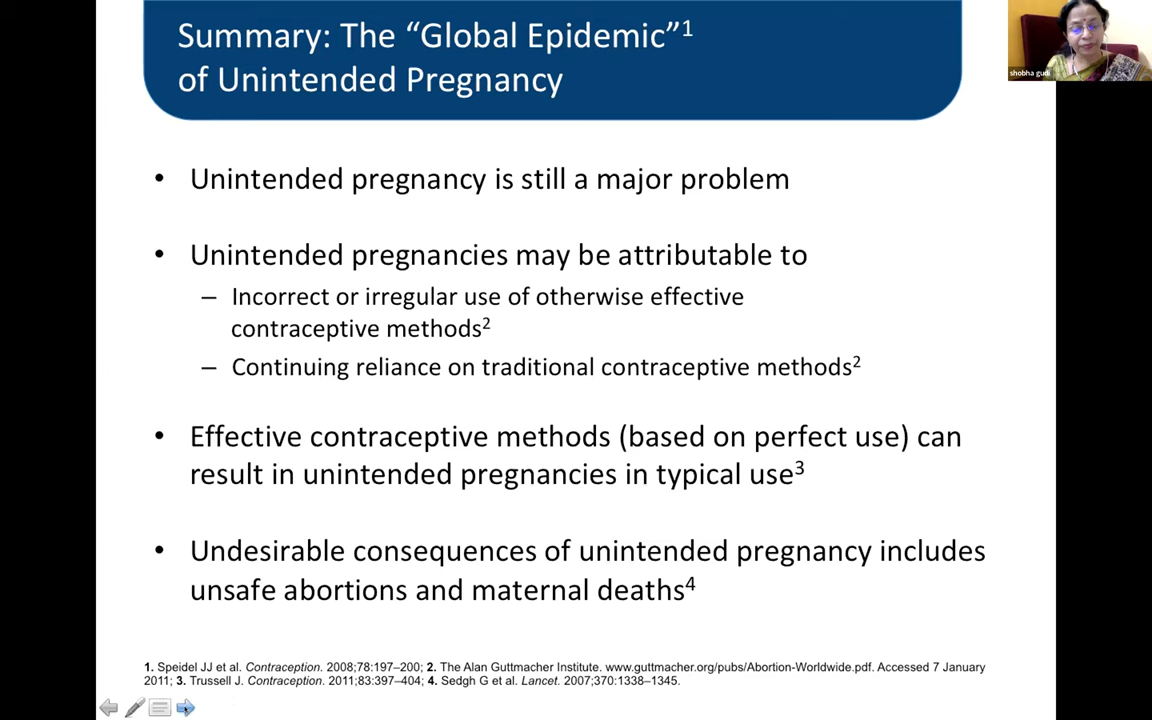 Summary: The “Global Epidemic”1
of Unintended Pregnancy
shobha gudi
• Unintended pregnancy is still a major problem
• Unintended pregnancies may be attributable to
– Incorrect or irregular use of otherwise effective
contraceptive methods2
– Continuing reliance on traditional contraceptive methods2
• Effective contraceptive methods (based on perfect use) can
result in unintended pregnancies in typical use3
• Undesirable consequences of unintended pregnancy includes
unsafe abortions and maternal deaths4
1. Speidel JJ et al. Contraception. 2008;78:197–200; 2. The Alan Guttmacher Institute. www.guttmacher.org/pubs/Abortion-Worldwide.pdf. Accessed 7 January
2011; 3. Trussell J. Contraception. 2011;83:397–404; 4. Sedgh G et al. Lancet. 2007;370:1338–1345.